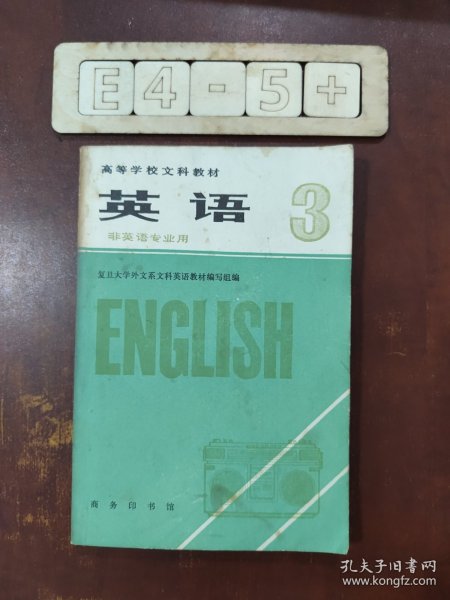 E4-5+
高等学校文科教材
英语 3
非英语专业用
复旦大学外文系文科英语教材编写组编
ENGLISH
商务印书馆
孔夫子旧书网
www.kongfz.com